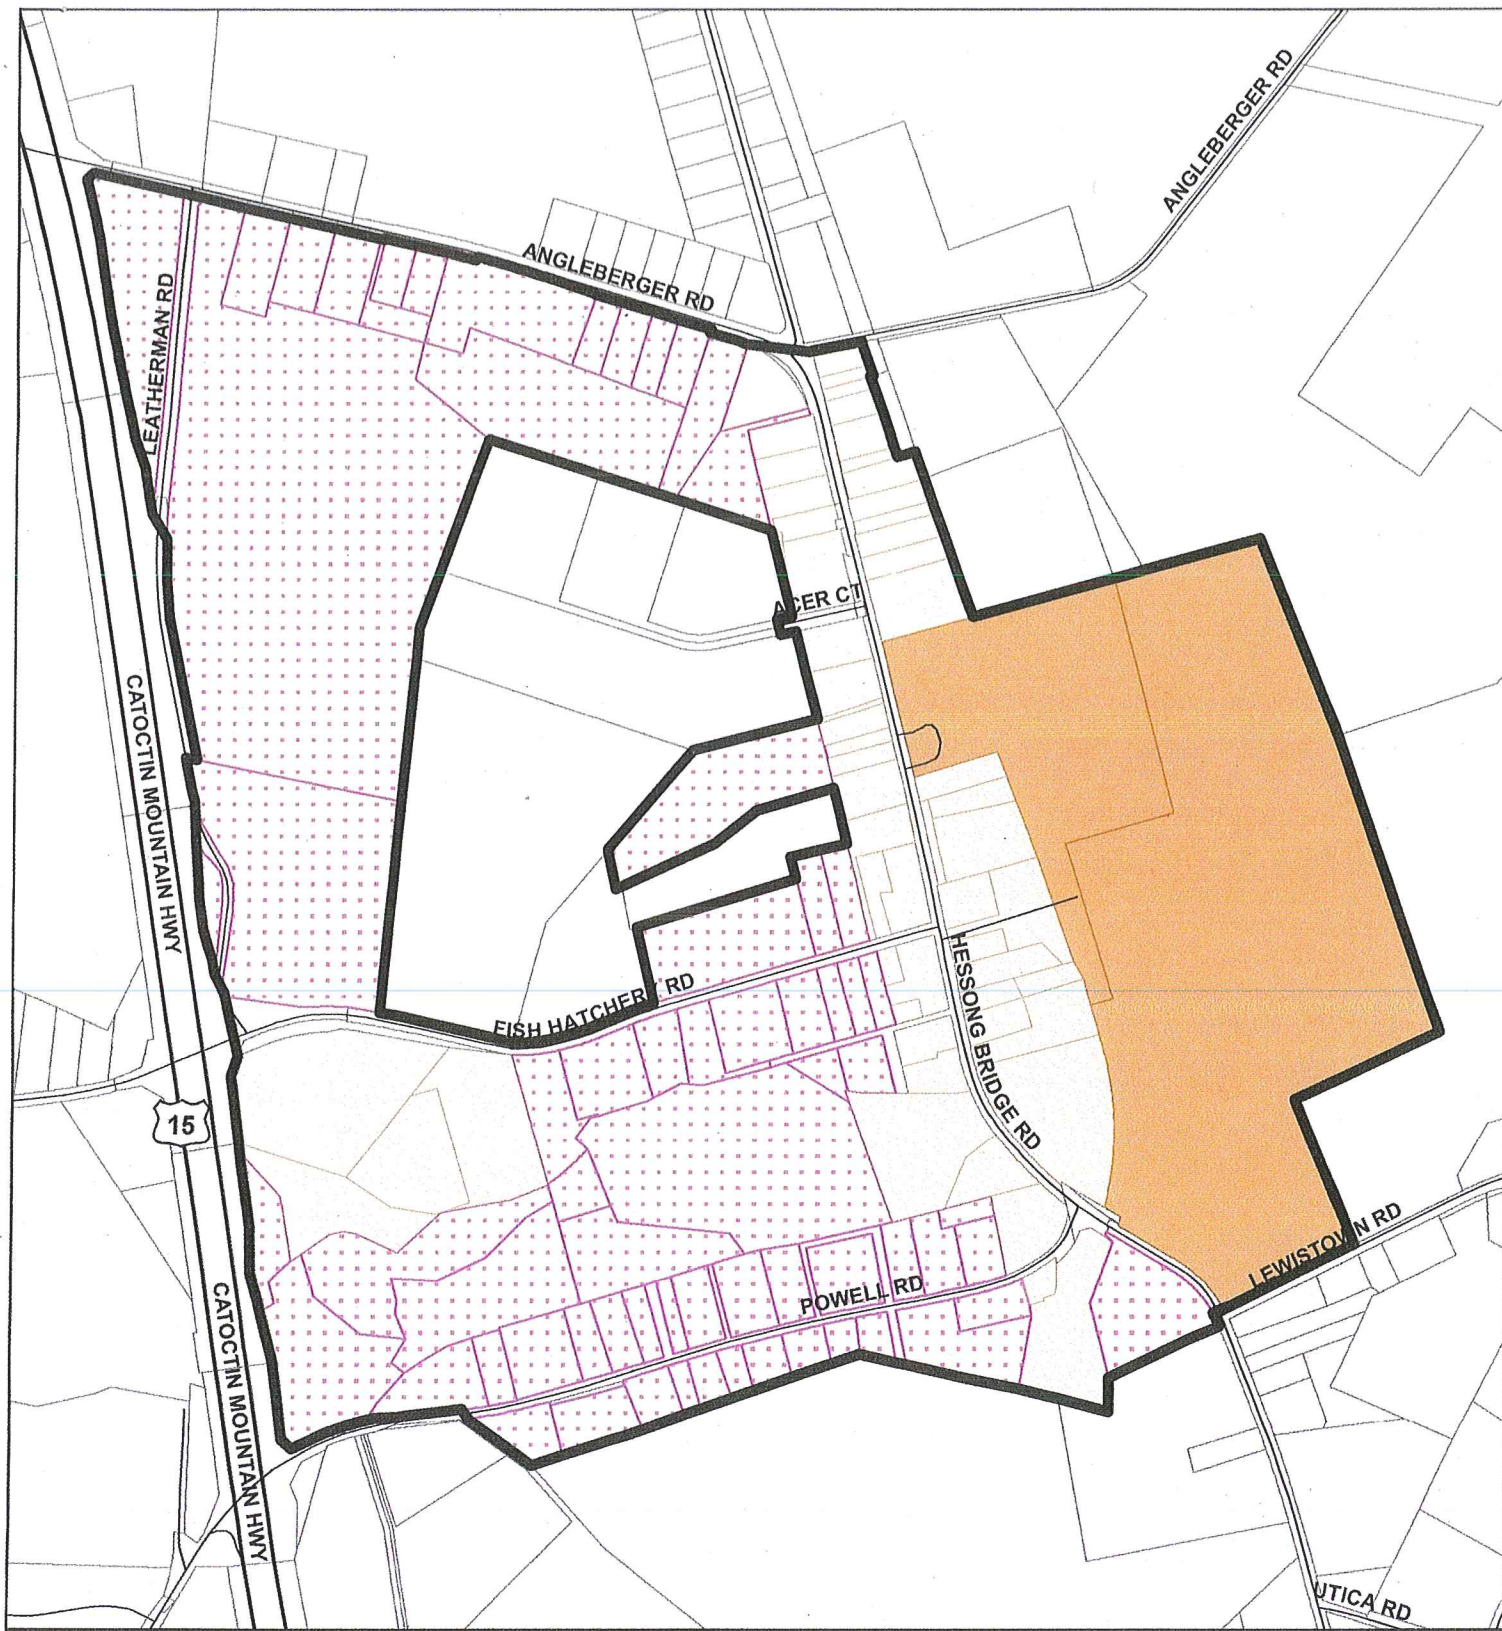 ANGLEBERGER RD
ANGLEBERGER RD
LEATHERMAN RD
ACER CT
CATOCTIN MOUNTAIN HWY
FISH HATCHERY RD
HESSONG BRIDGE RD
15
LEWISTOWN RD
POWELL RD
CATOCTIN MOUNTAIN HWY
UTICA RD